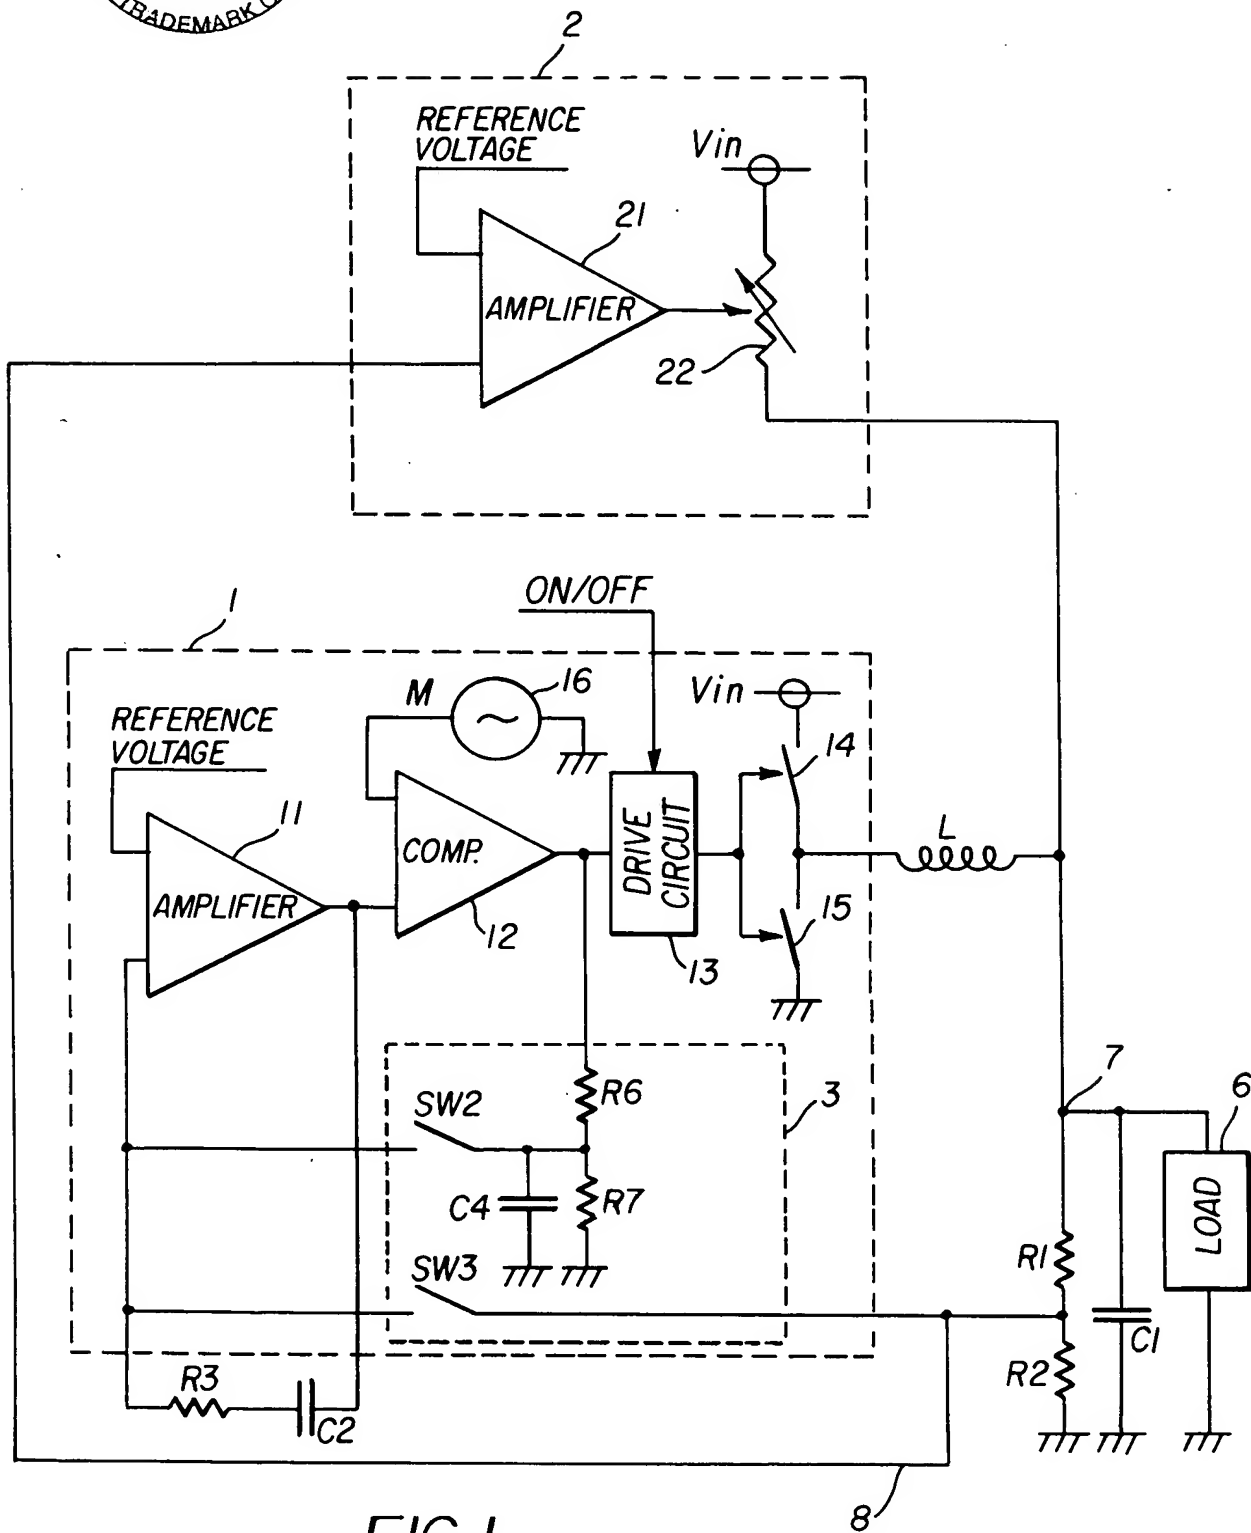 TRADEMARK
2
REFERENCE
VOLTAGE
Vin
21
AMPLIFIER
22
ON/OFF
1
M
16
Vin
REFERENCE
VOLTAGE
14
11
COMP.
DRIVE
CIRCUIT
L
AMPLIFIER
12
15
13
7
6
R6
SW2
3
C4
R7
LOAD
SW3
R1
C1
R2
R3
C2
8
FIG. 1